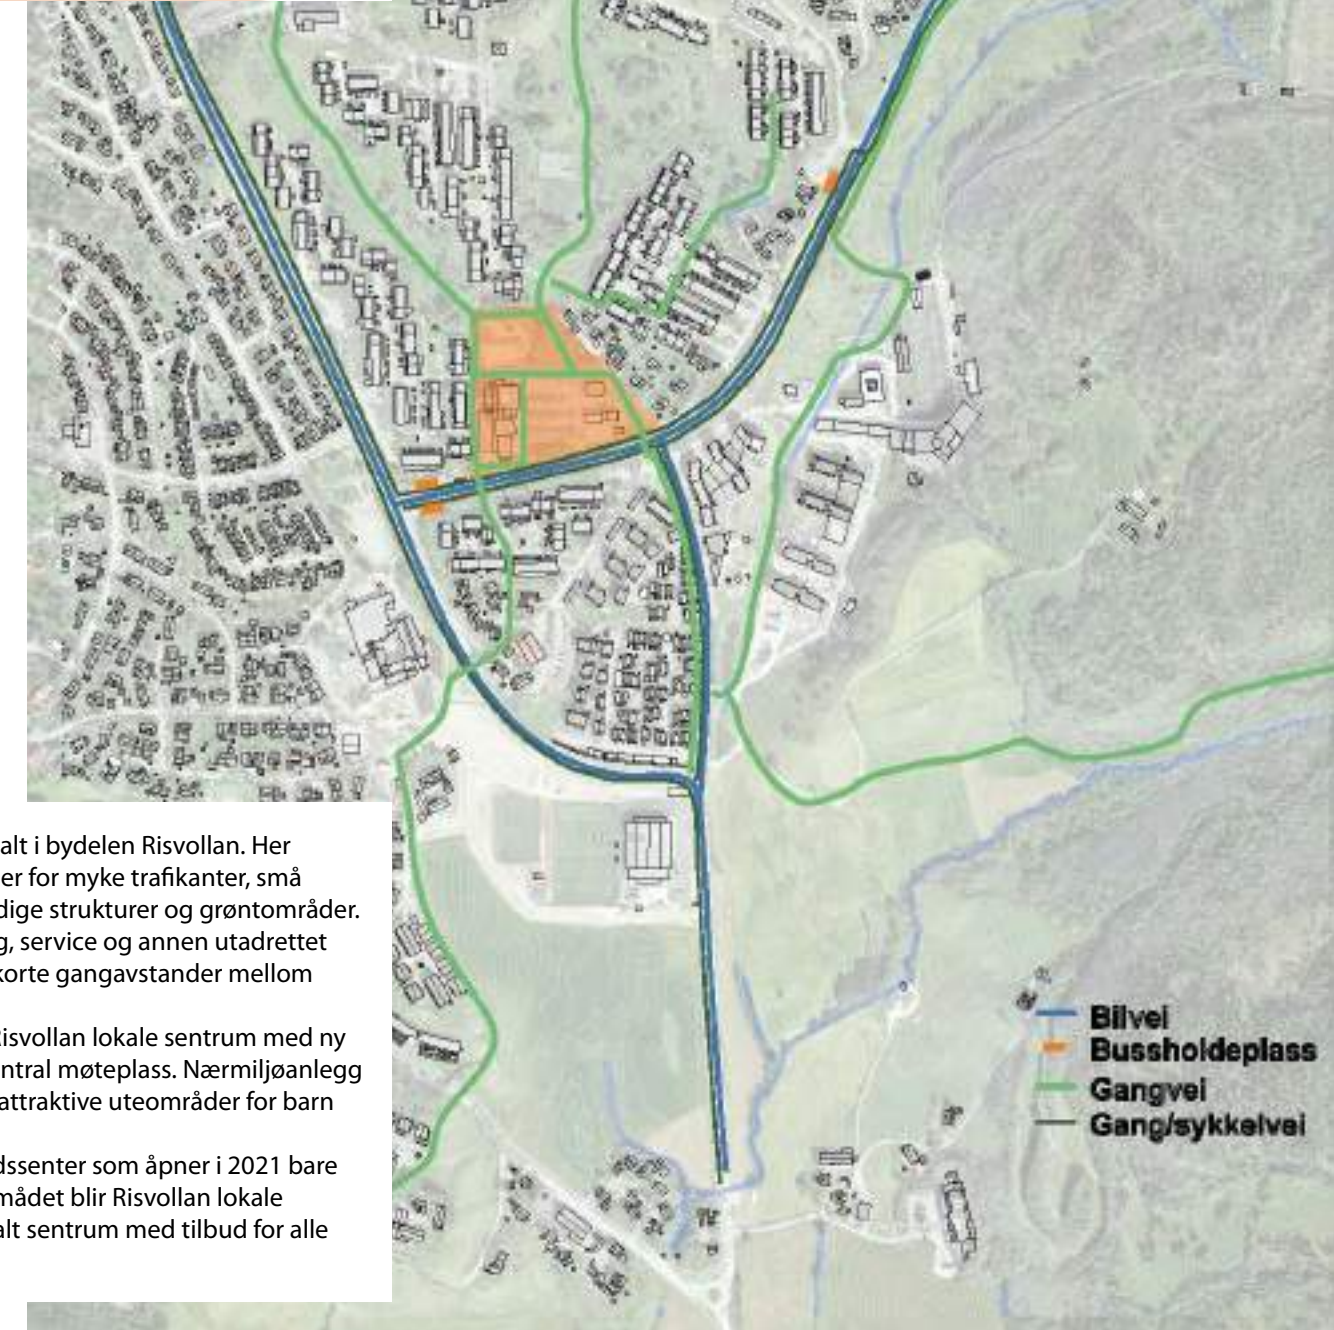 alt i bydelen Risvollan. Her
er for myke trafikanter, små
dige strukturer og grøntområder.
g, service og annen utadrettet
korte gangavstander mellom
Risvollan lokale sentrum med ny
ntral møteplass. Nærmiljøanlegg
attraktive uteområder for barn
dssenter som åpner i 2021 bare
mådet blir Risvollan lokale
alt sentrum med tilbud for alle
Bilvei
Bussholdeplass
Gangvei
Gang/sykkelvei